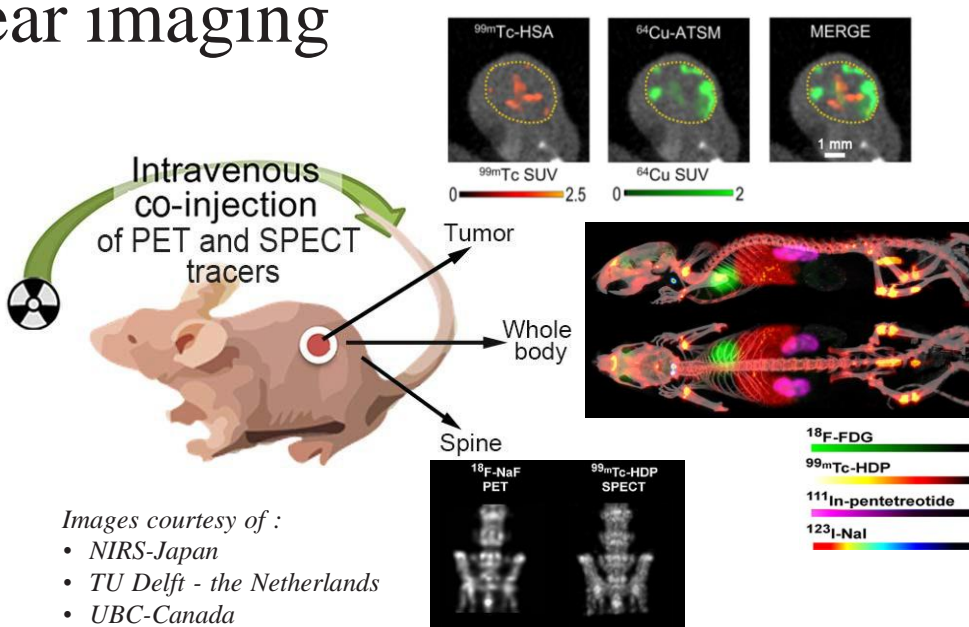 ear imaging
Intravenous
co-injection
of PET and SPECT
tracers
Tumor
Whole
body
Spine
⁹⁹ᵐTc-HSA
⁶⁴Cu-ATSM
MERGE
1 mm
⁹⁹ᵐTc SUV
0 2.5
⁶⁴Cu SUV
0 2
¹⁸F-FDG
⁹⁹ᵐTc-HDP
¹¹¹In-pentetreotide
¹²³I-NaI
¹⁸F-NaF
PET
⁹⁹ᵐTc-HDP
SPECT
Images courtesy of :
• NIRS-Japan
• TU Delft - the Netherlands
• UBC-Canada